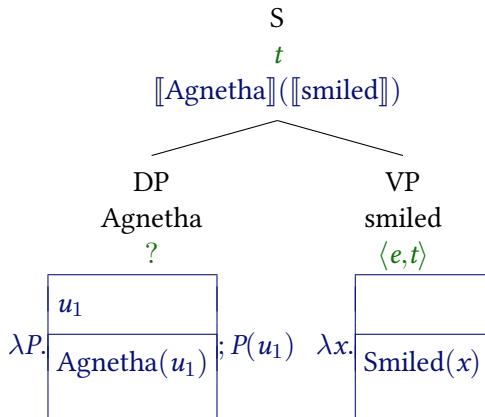 S
t
⟦Agnetha⟧(⟦smiled⟧)
DP VP
Agnetha smiled
? ⟨e,t⟩
u₁
λP. Agnetha(u₁) ; P(u₁) λx. Smiled(x)